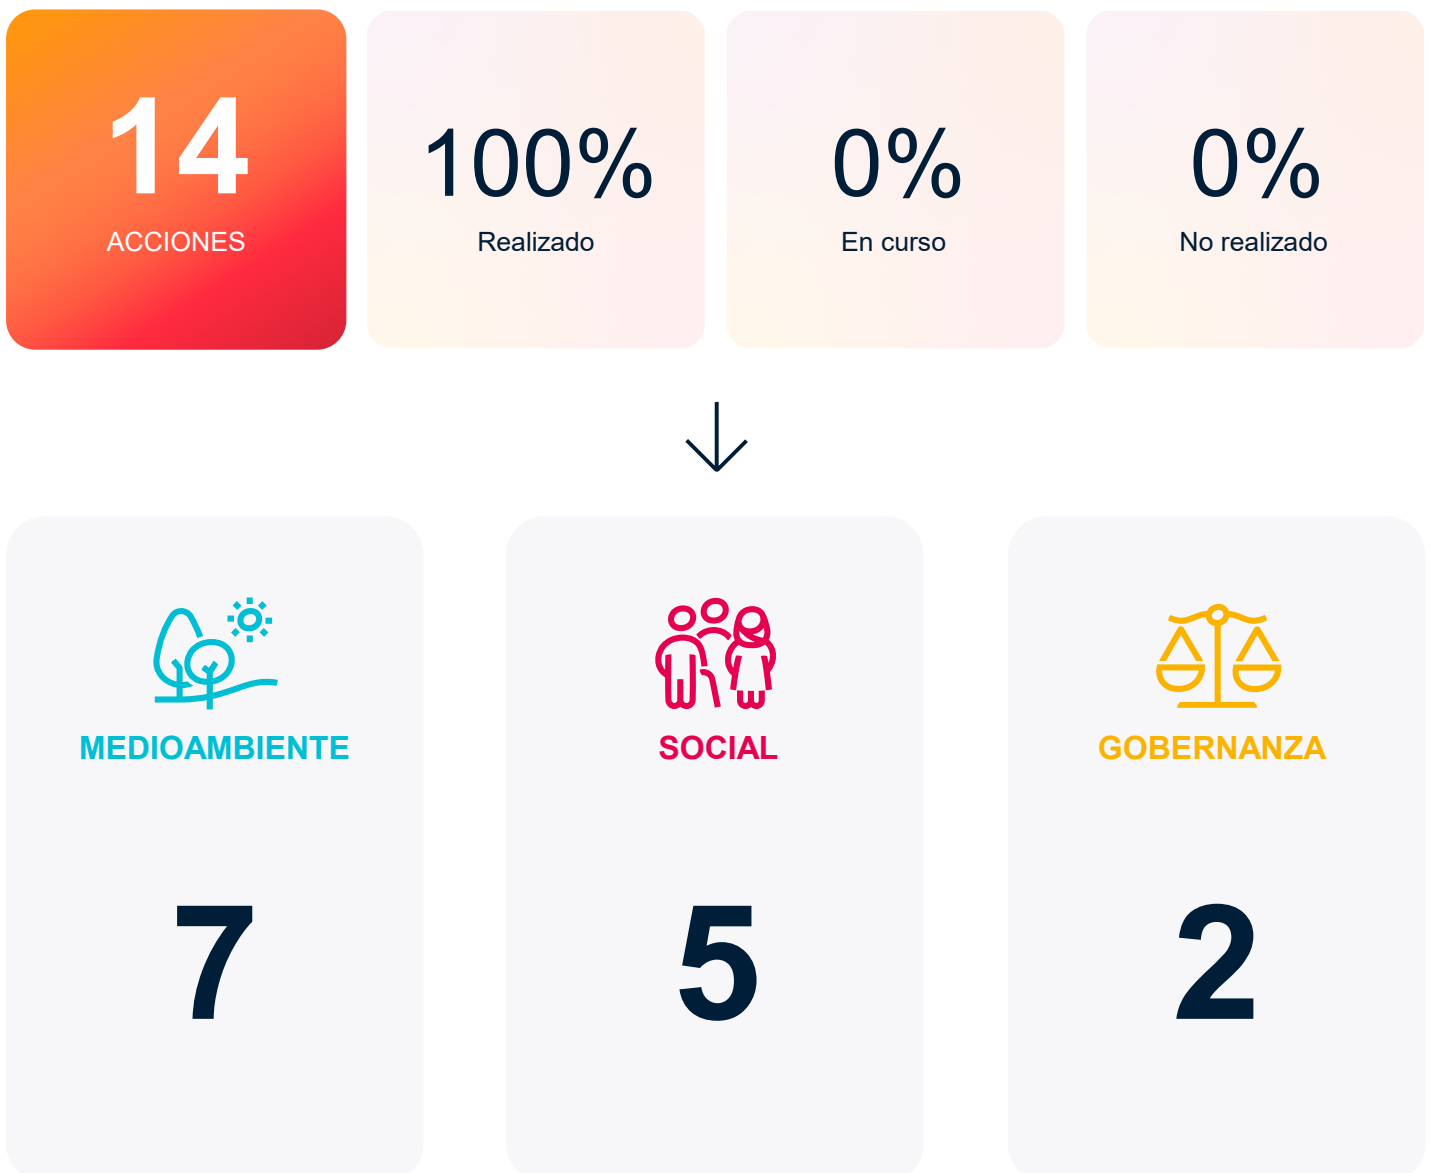 14
ACCIONES
100%
Realizado
0%
En curso
0%
No realizado
MEDIOAMBIENTE
7
SOCIAL
5
GOBERNANZA
2